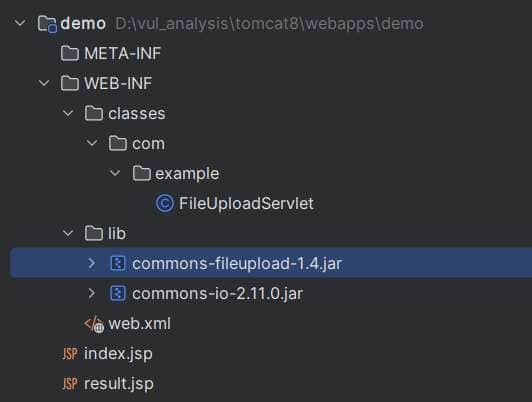 demo D:\vul_analysis\tomcat8\webapps\demo
META-INF
WEB-INF
classes
com
example
FileUploadServlet
lib
commons-fileupload-1.4.jar
commons-io-2.11.0.jar
web.xml
JSP index.jsp
JSP result.jsp